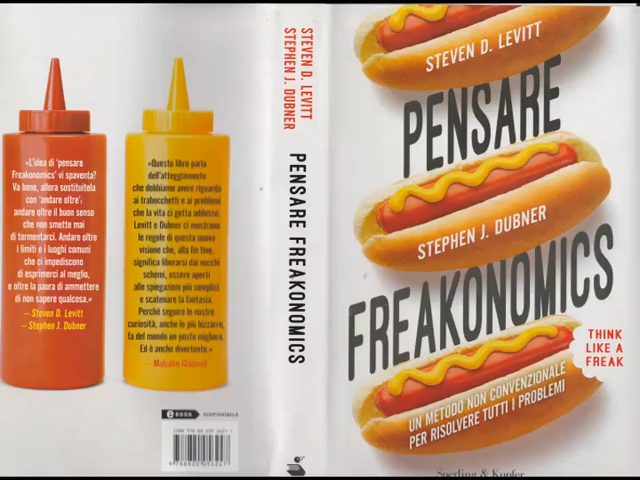 «L'idea di 'pensare
Freakonomics' vi spaventa?
Va bene, allora sostituitela
con 'andare oltre':
andare oltre il buon senso
che non smette mai
di tormentarci. Andare oltre
i limiti e i luoghi comuni
che ci impediscono
di esprimerci al meglio,
e oltre la paura di ammettere
di non sapere qualcosa.»
– Steven D. Levitt
– Stephen J. Dubner
«Questo libro parla
dell'atteggiamento
che dobbiamo avere riguardo
ai trabocchetti e ai problemi
che la vita ci getta addosso.
Levitt e Dubner ci mostrano
le regole di questa nuova
visione che, alla fin fine,
significa liberarsi dai vecchi
schemi, essere aperti
alle spiegazioni più semplici
e scatenare la fantasia.
Perché seguire le nostre
curiosità, anche le più bizzarre,
fa del mondo un posto migliore.
Ed è anche divertente.»
– Malcolm Gladwell
e BOOK DISPONIBILE
STEVEN D. LEVITT
STEPHEN J. DUBNER
PENSARE FREAKONOMICS
STEVEN D. LEVITT
PENSARE
STEPHEN J. DUBNER
FREAKONOMICS
THINK
LIKE A
FREAK
UN METODO NON CONVENZIONALE
PER RISOLVERE TUTTI I PROBLEMI
Sperling & Kupfer